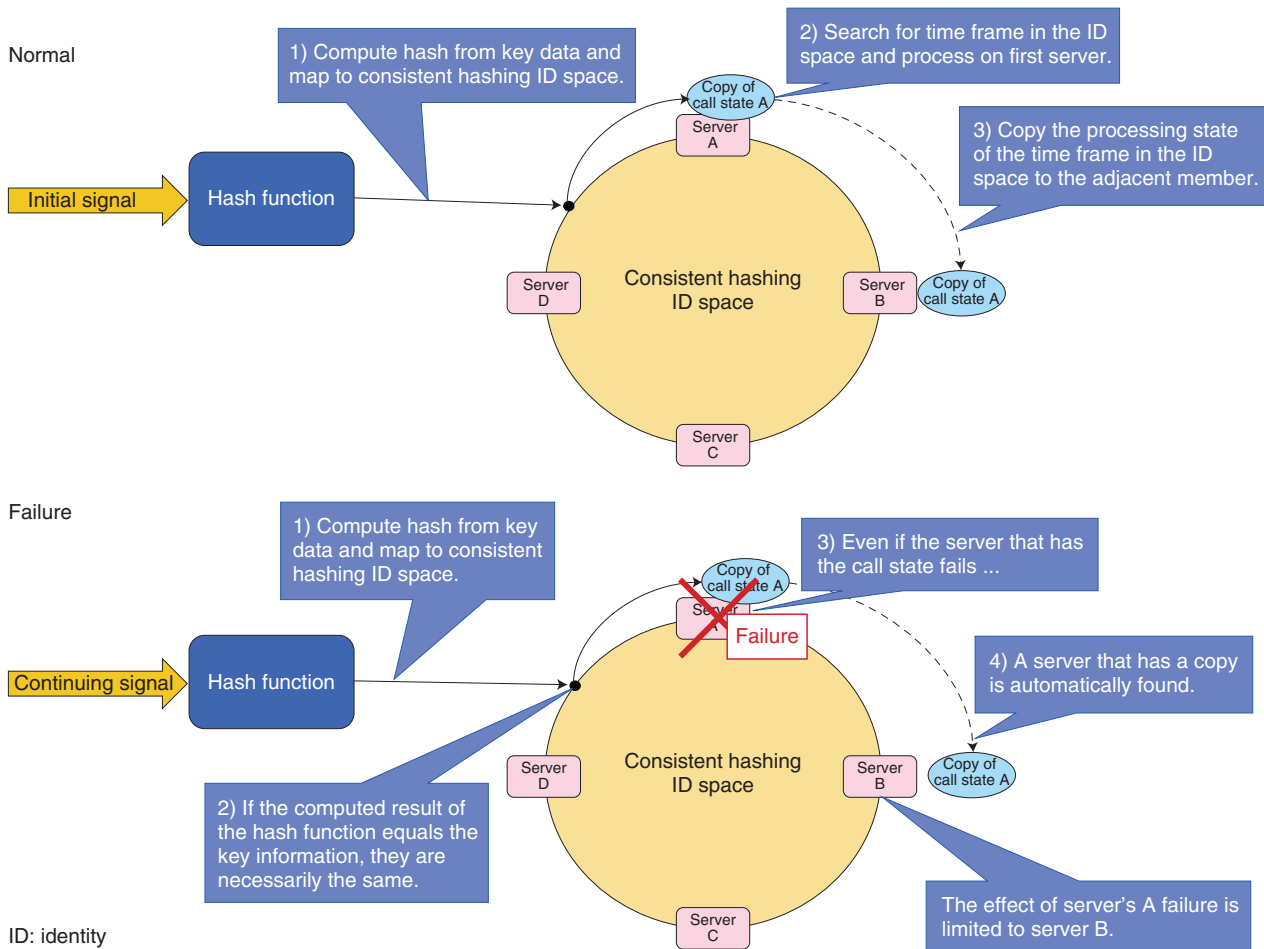 Normal
1) Compute hash from key data and
map to consistent hashing ID space.
2) Search for time frame in the ID
space and process on first server.
Copy of
call state A
Server
A
3) Copy the processing state
of the time frame in the ID
space to the adjacent member.
Initial signal
Hash function
Server
D
Consistent hashing
ID space
Server
B
Copy of
call state A
Server
C
Failure
1) Compute hash from key
data and map to consistent
hashing ID space.
3) Even if the server that has
the call state fails ...
Copy of
call state A
Server
A
Failure
Continuing signal
Hash function
4) A server that has a copy
is automatically found.
Server
D
Consistent hashing
ID space
Server
B
Copy of
call state A
2) If the computed result of
the hash function equals the
key information, they are
necessarily the same.
The effect of server's A failure is
limited to server B.
Server
C
ID: identity